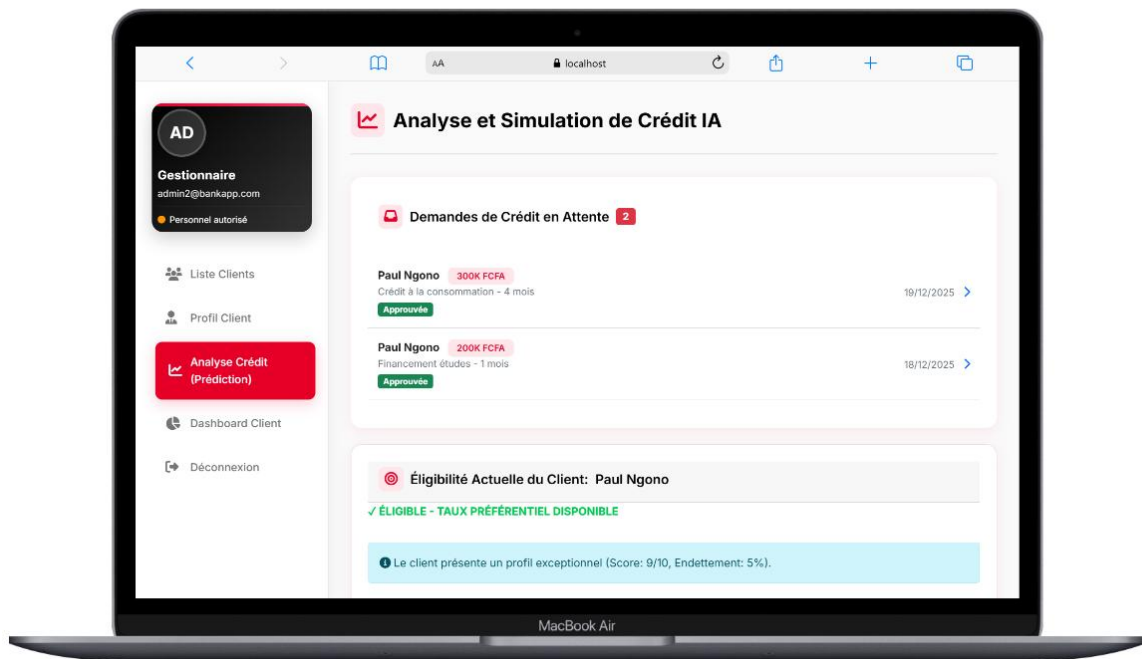 AA
localhost
AD
Gestionnaire
admin2@bankapp.com
Personnel autorisé
Liste Clients
Profil Client
Analyse Crédit
(Prédiction)
Dashboard Client
Déconnexion
Analyse et Simulation de Crédit IA
Demandes de Crédit en Attente 2
Paul Ngono 300K FCFA
Crédit à la consommation - 4 mois
Approuvée
19/12/2025
Paul Ngono 200K FCFA
Financement études - 1 mois
Approuvée
18/12/2025
Éligibilité Actuelle du Client: Paul Ngono
✓ ÉLIGIBLE - TAUX PRÉFÉRENTIEL DISPONIBLE
Le client présente un profil exceptionnel (Score: 9/10, Endettement: 5%).
MacBook Air